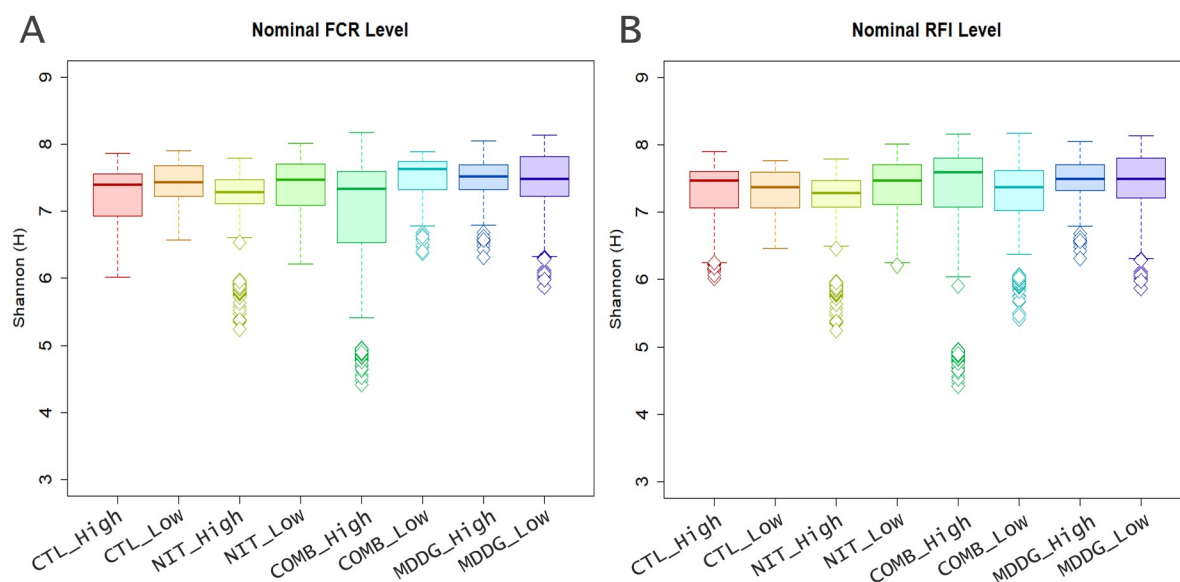 A
Nominal FCR Level
Shannon (H)
9
8
7
6
5
4
3
CTL_High
CTL_Low
NIT_High
NIT_Low
COMB_High
COMB_Low
MDDG_High
MDDG_Low
B
Nominal RFI Level
Shannon (H)
9
8
7
6
5
4
3
CTL_High
CTL_Low
NIT_High
NIT_Low
COMB_High
COMB_Low
MDDG_High
MDDG_Low